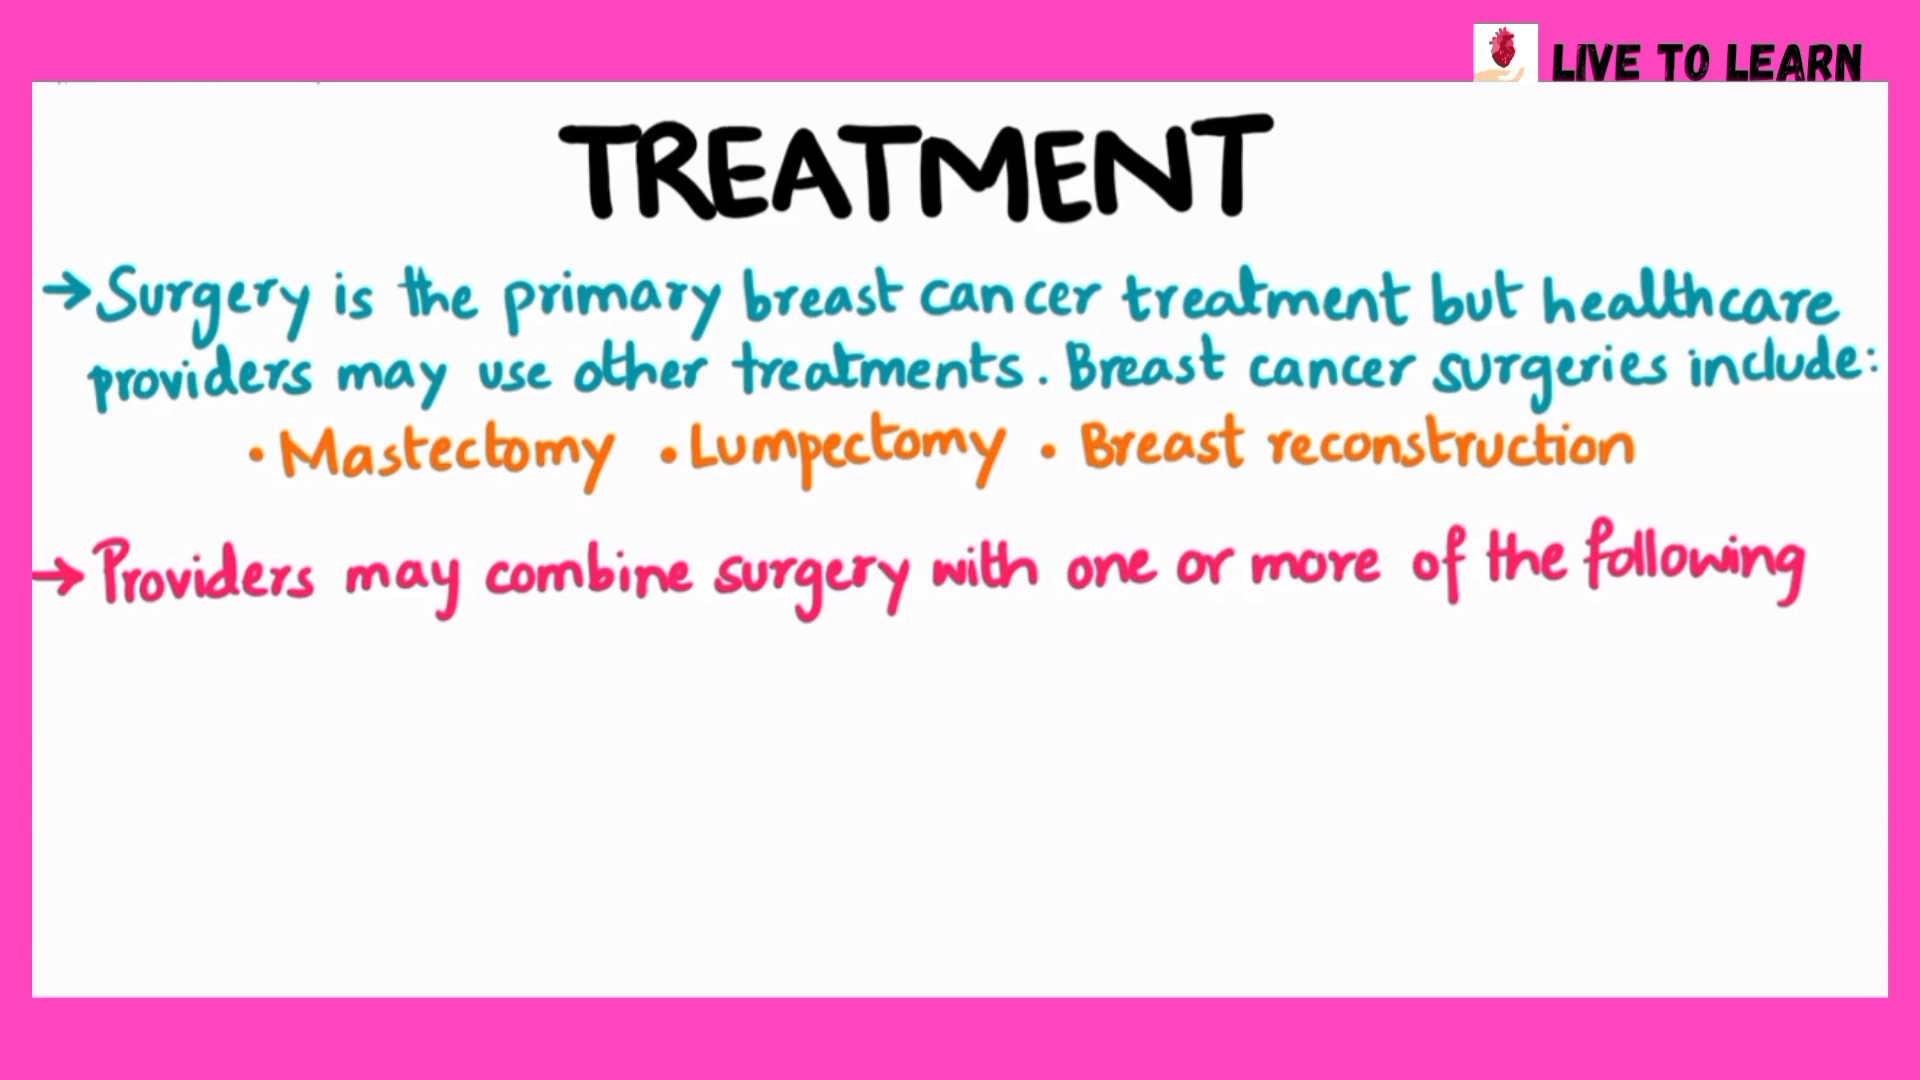 LIVE TO LEARN
TREATMENT
→ Surgery is the primary breast cancer treatment but healthcare
providers may use other treatments. Breast cancer surgeries include:
• Mastectomy • Lumpectomy • Breast reconstruction
→ Providers may combine surgery with one or more of the following